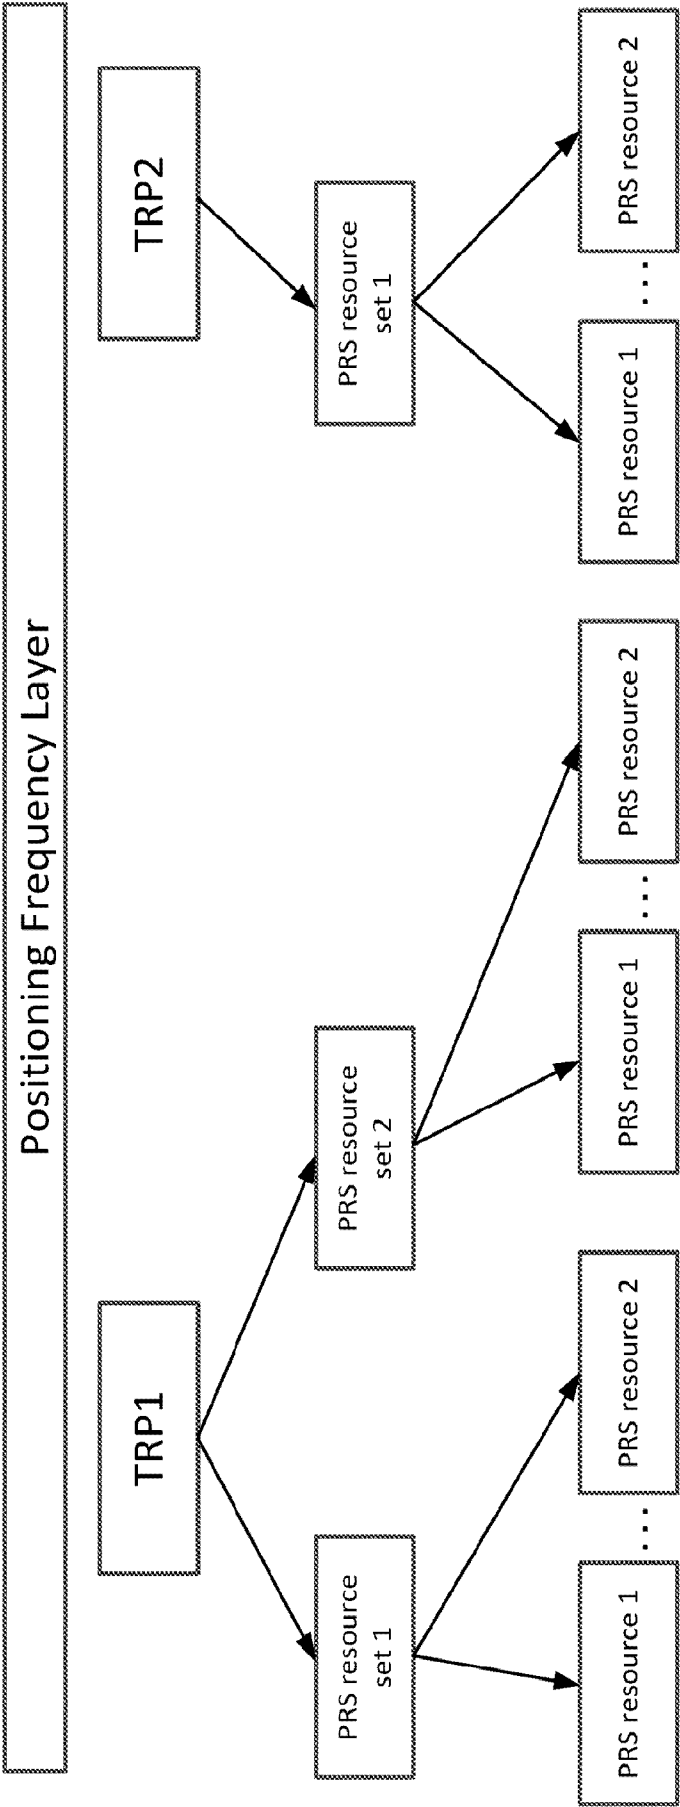 Positioning Frequency Layer
TRP1
TRP2
PRS resource
set 1
PRS resource
set 2
PRS resource
set 1
PRS resource 1
...
PRS resource 2
PRS resource 1
...
PRS resource 2
PRS resource 1
...
PRS resource 2